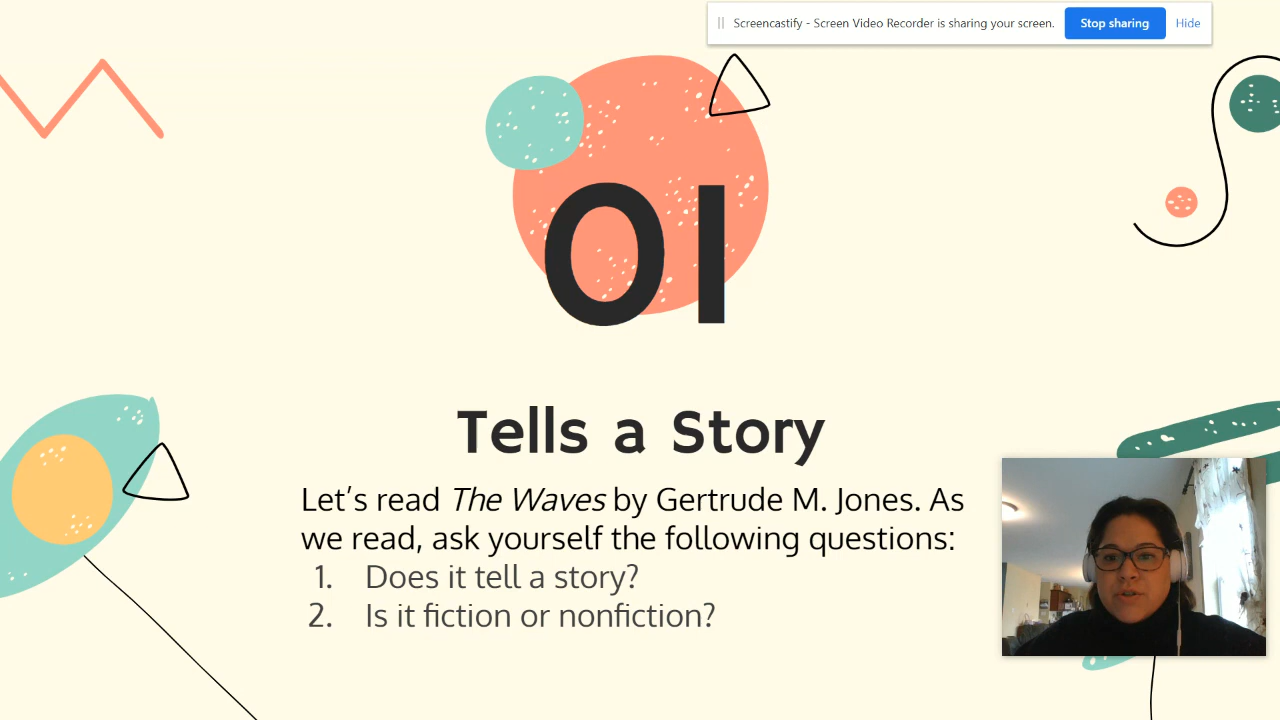 Screencastify - Screen Video Recorder is sharing your screen. Stop sharing Hide
01
Tells a Story
Let's read The Waves by Gertrude M. Jones. As
we read, ask yourself the following questions:
1. Does it tell a story?
2. Is it fiction or nonfiction?